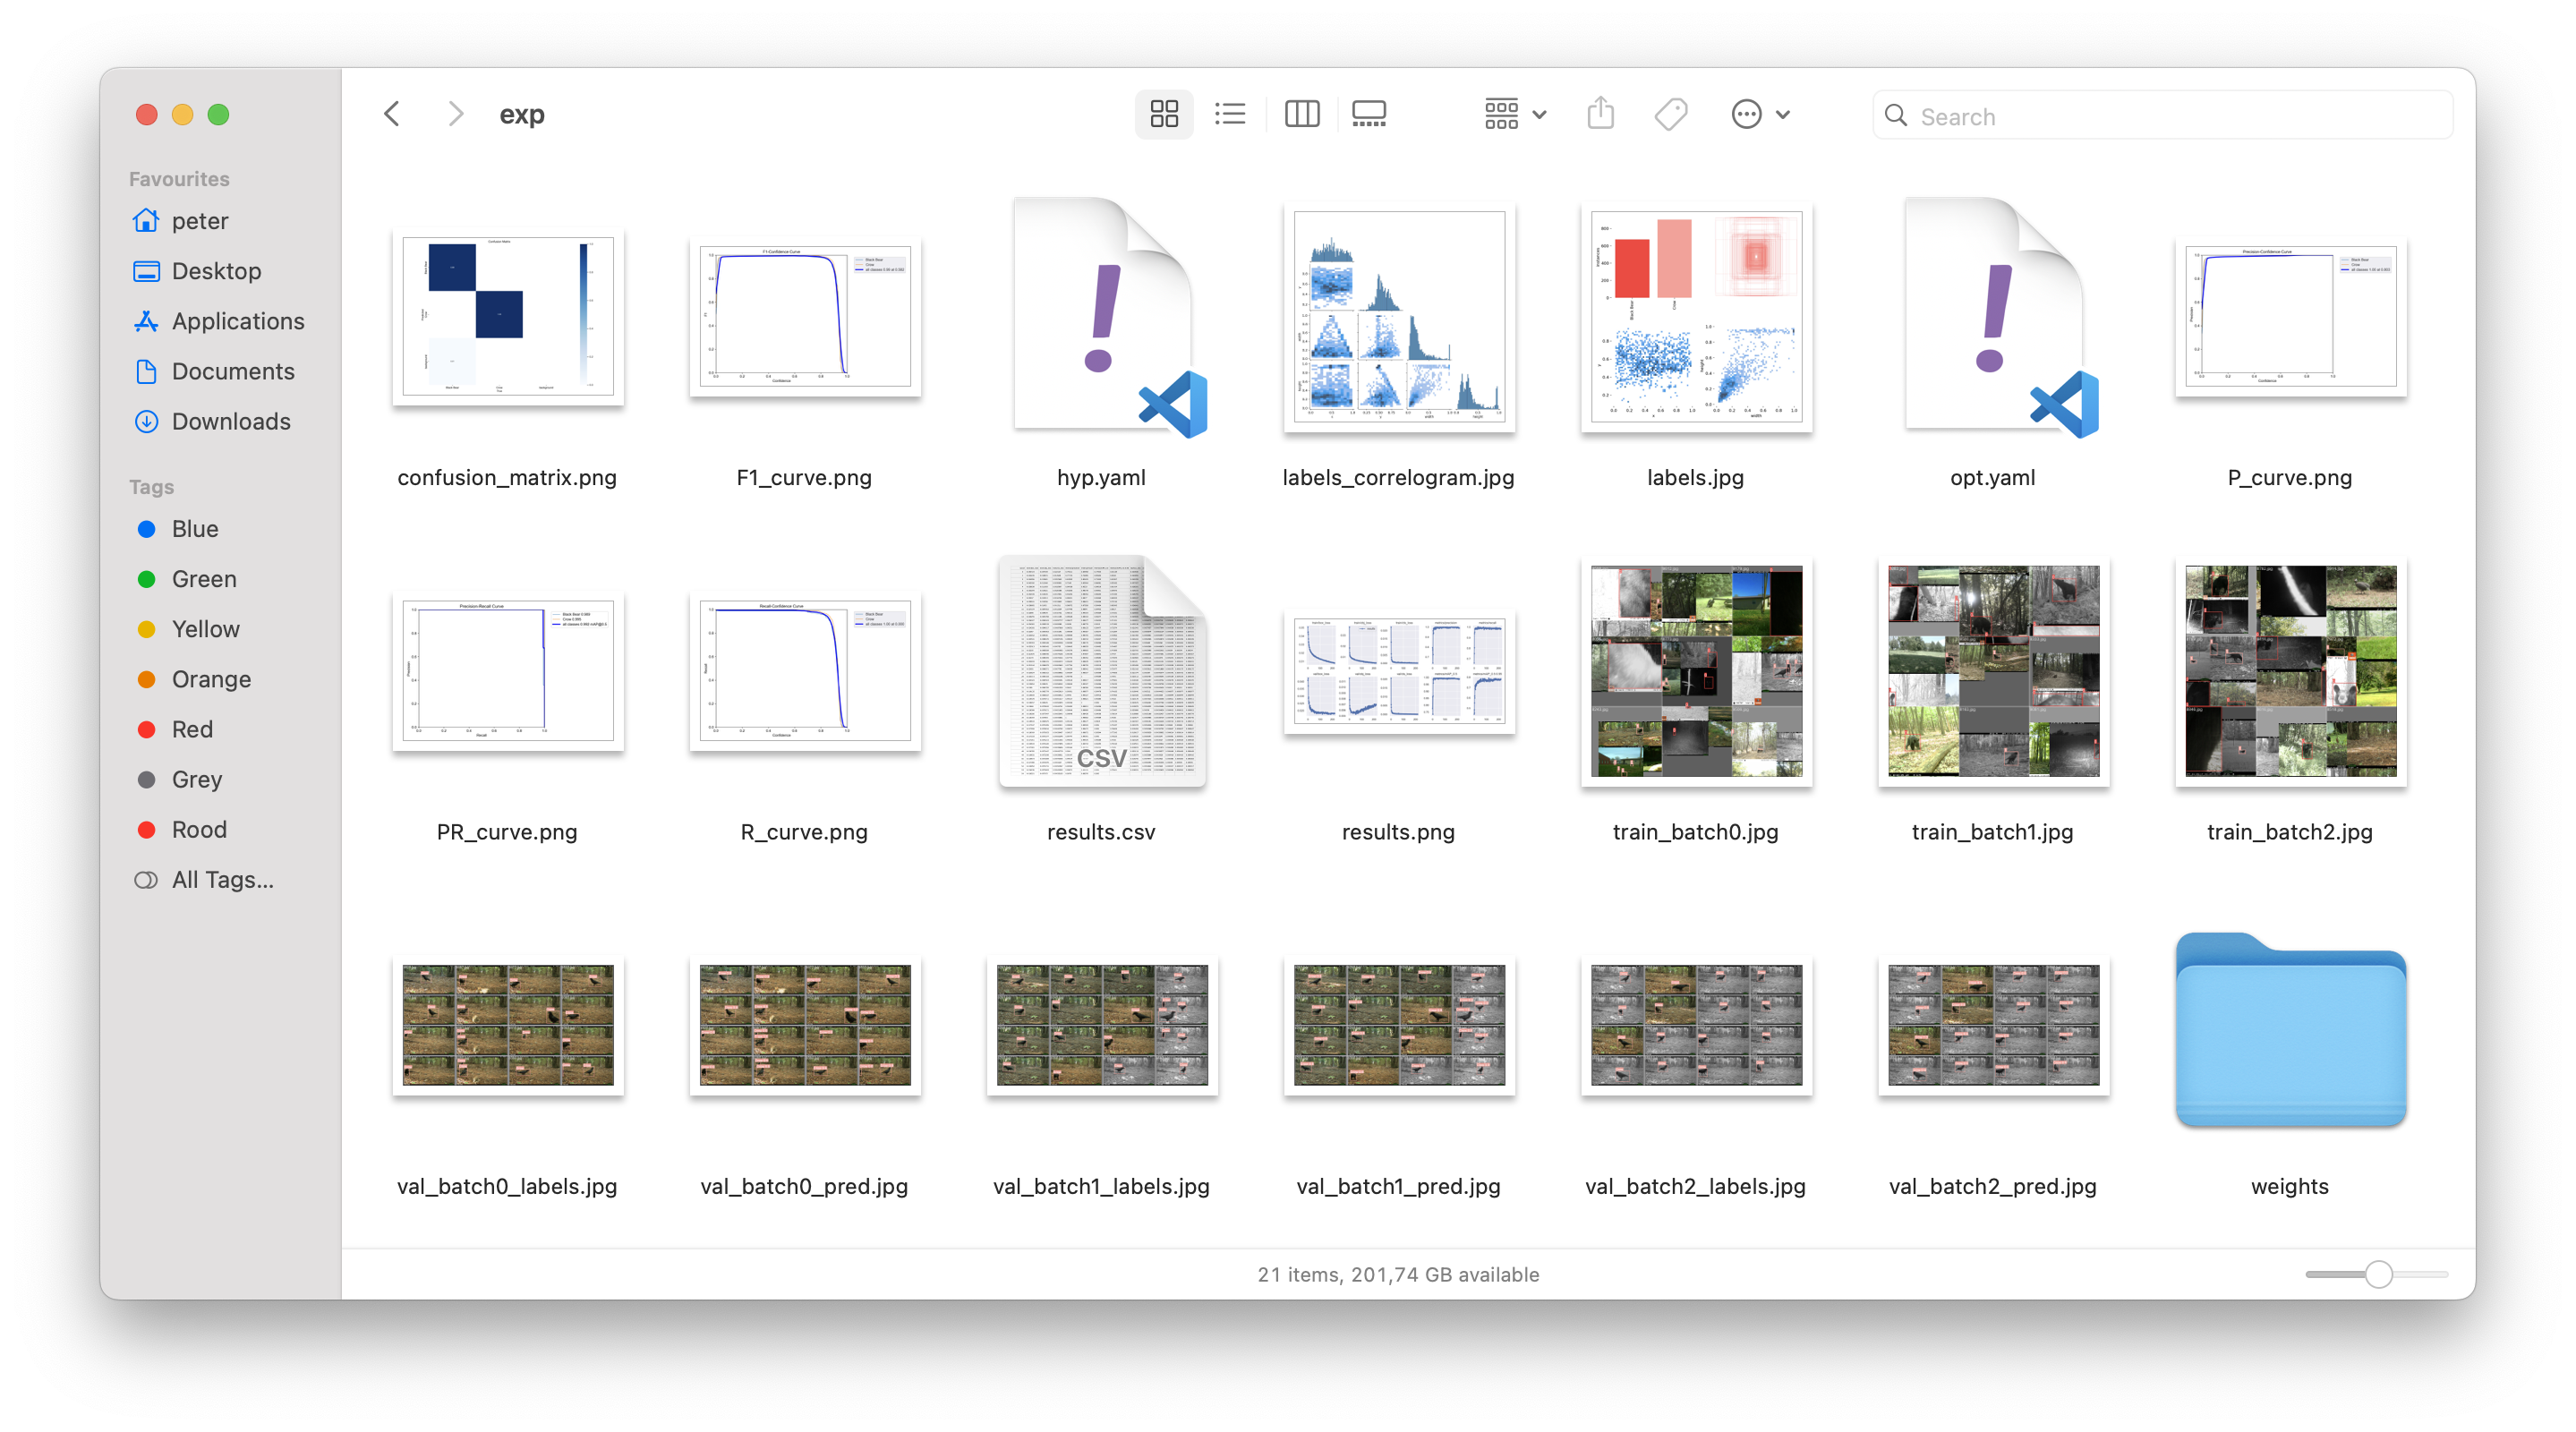 exp
Search
Favourites
peter
Desktop
Applications
Documents
Downloads
Tags
Blue
Green
Yellow
Orange
Red
Grey
Rood
All Tags...
confusion_matrix.png
F1_curve.png
hyp.yaml
labels_correlogram.jpg
labels.jpg
opt.yaml
P_curve.png
PR_curve.png
R_curve.png
CSV
results.csv
results.png
train_batch0.jpg
train_batch1.jpg
train_batch2.jpg
val_batch0_labels.jpg
val_batch0_pred.jpg
val_batch1_labels.jpg
val_batch1_pred.jpg
val_batch2_labels.jpg
val_batch2_pred.jpg
weights
21 items, 201,74 GB available